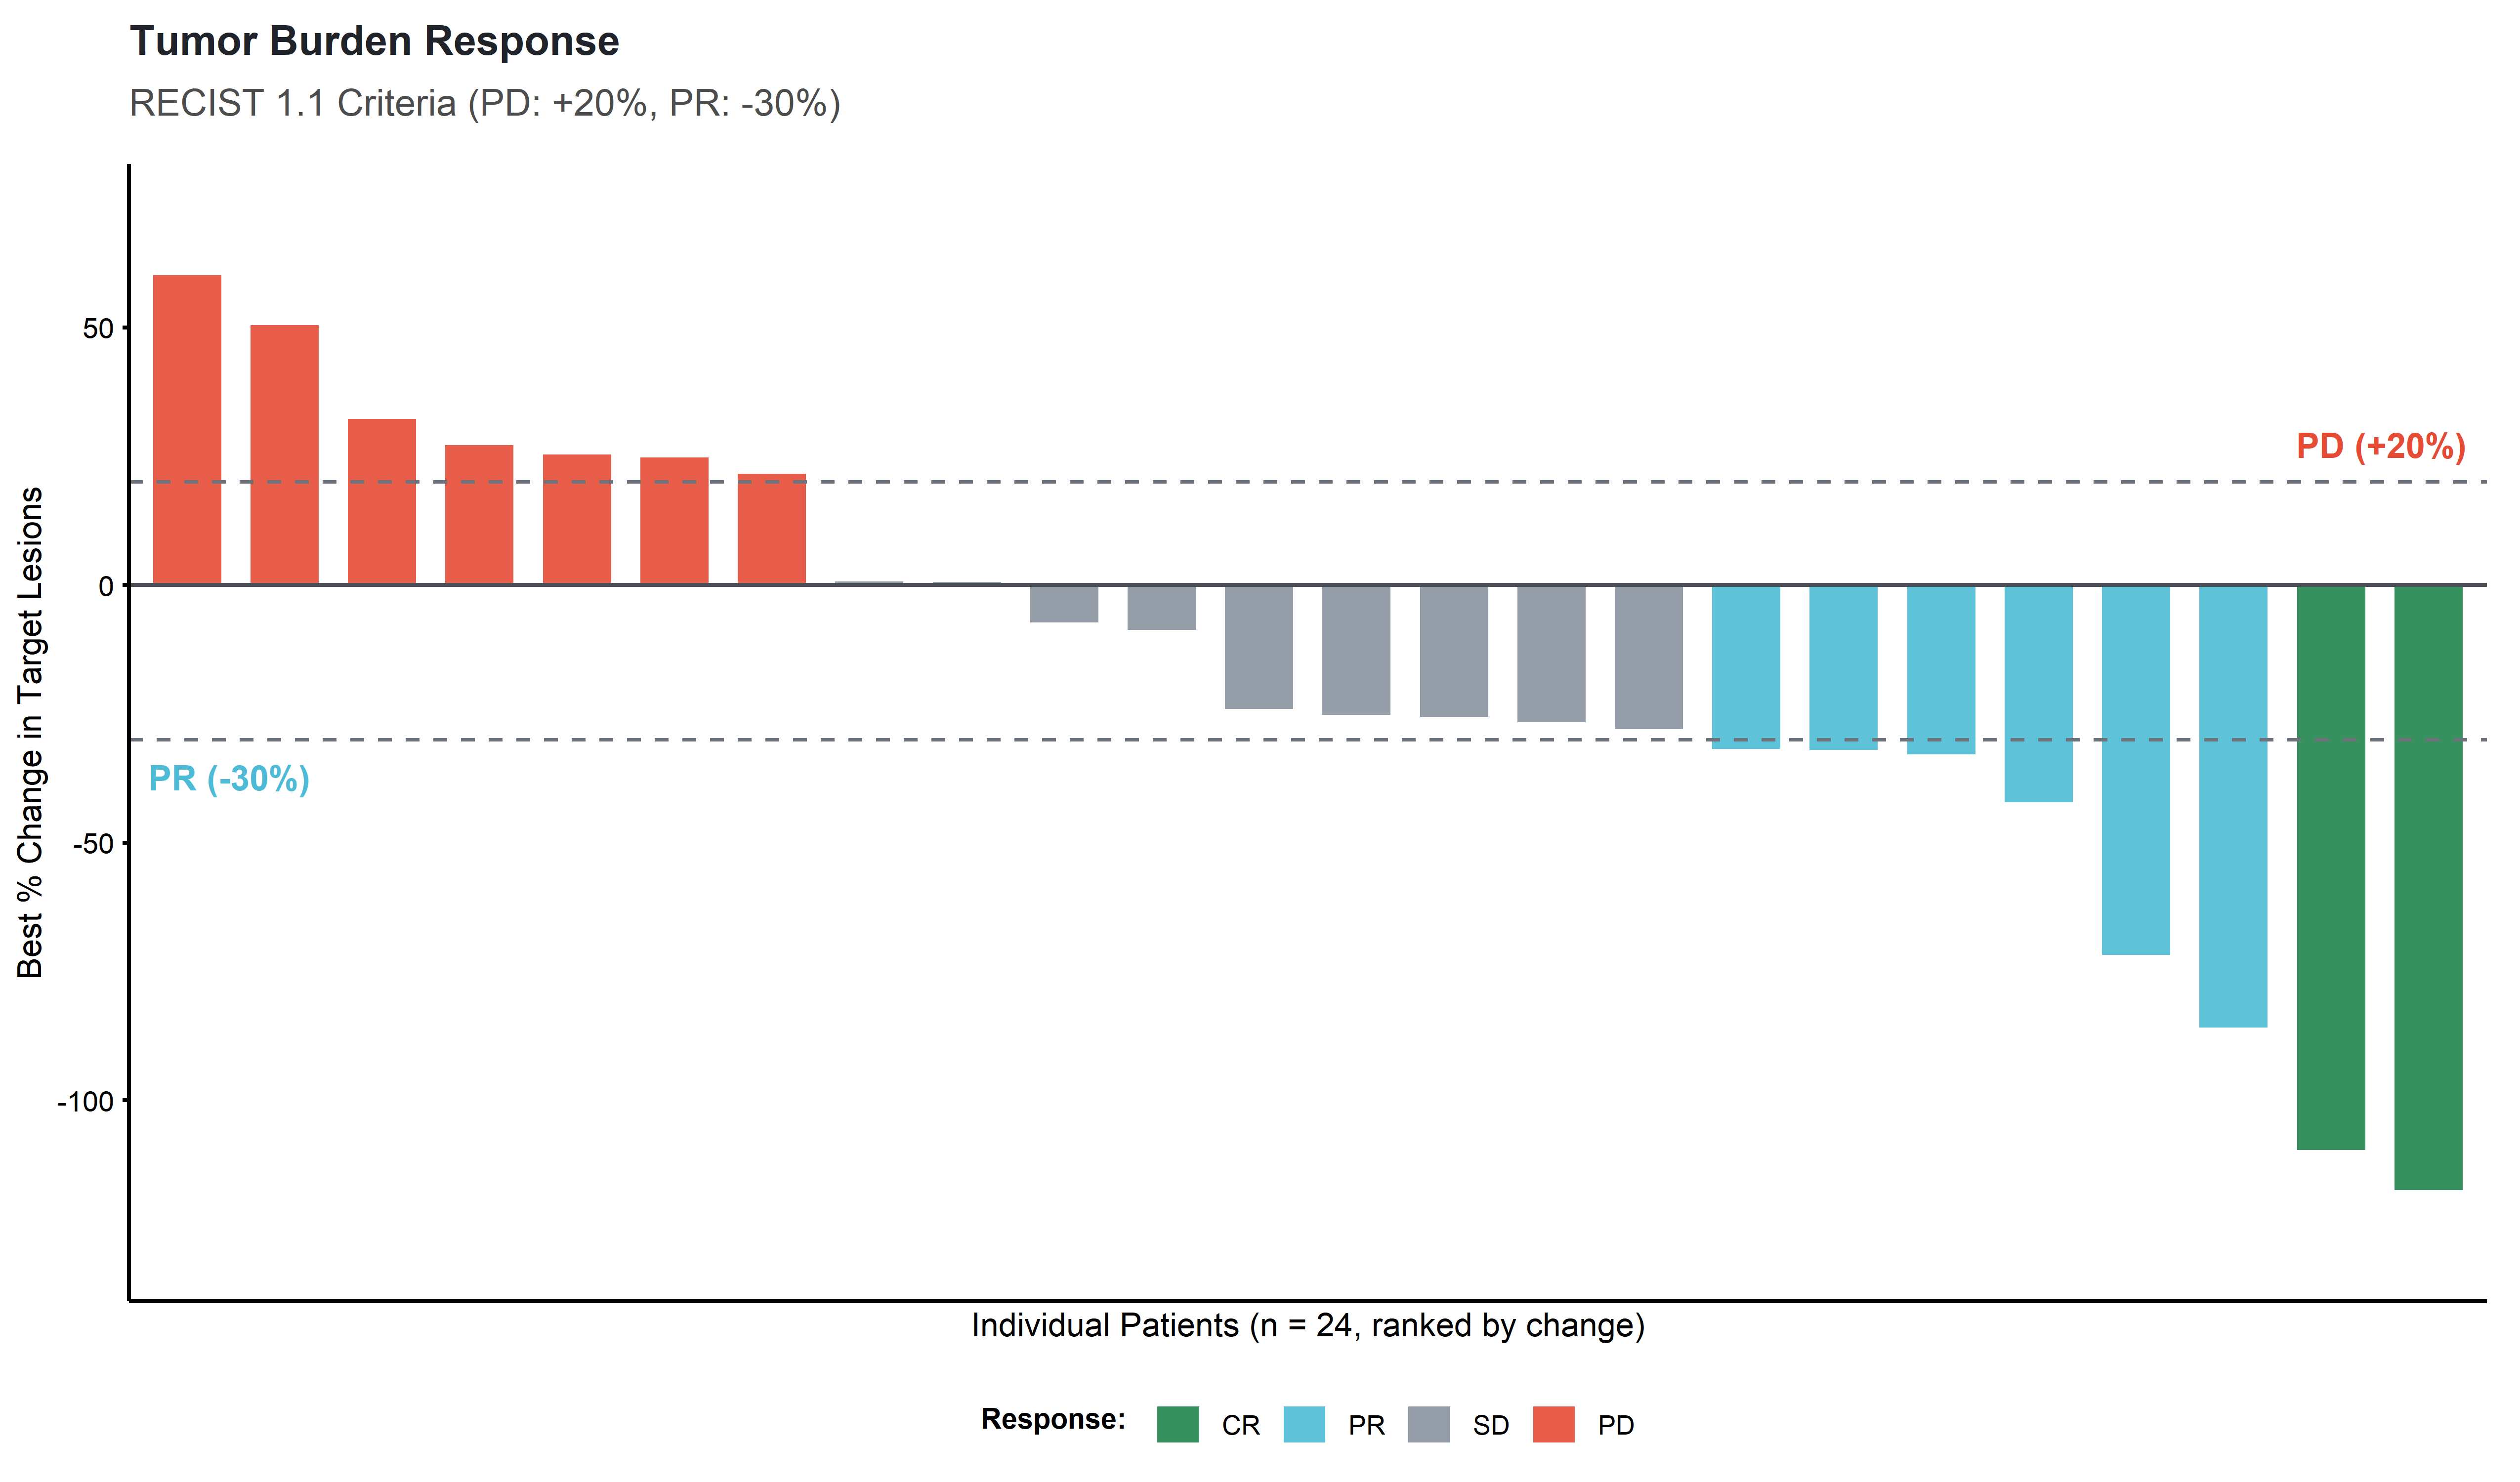 Tumor Burden Response
RECIST 1.1 Criteria (PD: +20%, PR: -30%)
Best % Change in Target Lesions
50
0
-50
-100
PD (+20%)
PR (-30%)
Individual Patients (n = 24, ranked by change)
Response: CR PR SD PD